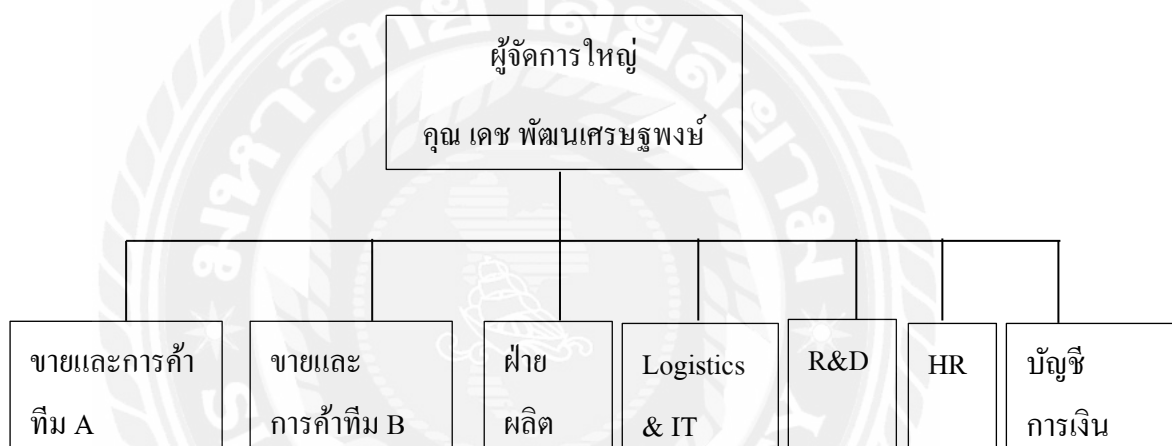 ผู้จัดการใหญ่
คุณ เดช พัฒนเศรษฐพงษ์
ขายและการค้า
ทีม A
ขายและ
การค้าทีม B
ฝ่าย
ผลิต
Logistics
& IT
R&D
HR
บัญชี
การเงิน